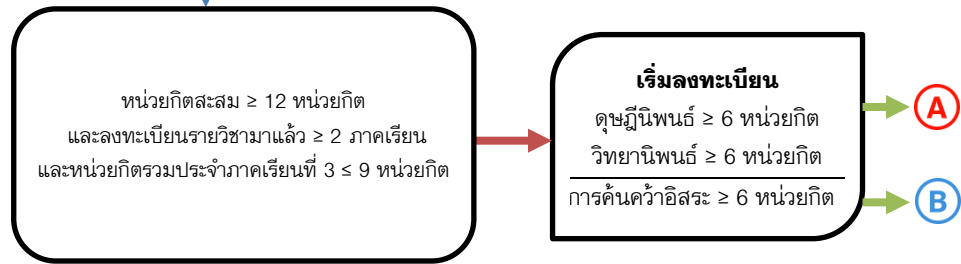 หน่วยกิตสะสม ≥ 12 หน่วยกิต
และลงทะเบียนรายวิชามาแล้ว ≥ 2 ภาคเรียน
และหน่วยกิตรวมประจำภาคเรียนที่ 3 ≤ 9 หน่วยกิต
เริ่มลงทะเบียน
ดุษฎีนิพนธ์ ≥ 6 หน่วยกิต
วิทยานิพนธ์ ≥ 6 หน่วยกิต
การค้นคว้าอิสระ ≥ 6 หน่วยกิต
A
B